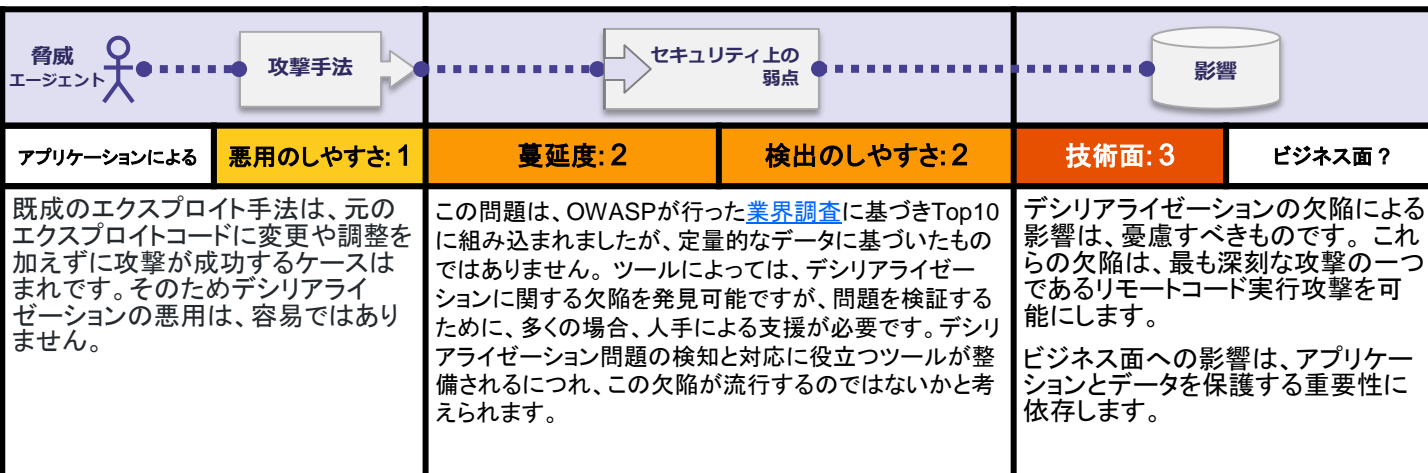 脅威
エージェント
攻撃手法
セキュリティ上の
弱点
影響
アプリケーションによる
悪用のしやすさ: 1
蔓延度: 2
検出のしやすさ: 2
技術面: 3
ビジネス面 ?
既成のエクスプロイト手法は、元の
エクスプロイトコードに変更や調整を
加えずに攻撃が成功するケースは
まれです。そのためデシリアライ
ゼーションの悪用は、容易ではあり
ません。
この問題は、OWASPが行った業界調査に基づきTop10
に組み込まれましたが、定量的なデータに基づいたもの
ではありません。ツールによっては、デシリアライゼー
ションに関する欠陥を発見可能ですが、問題を検証する
ために、多くの場合、人手による支援が必要です。デシリ
アライゼーション問題の検知と対応に役立つツールが整
備されるにつれ、この欠陥が流行するのではないかと考
えられます。
デシリアライゼーションの欠陥による
影響は、憂慮すべきものです。これ
らの欠陥は、最も深刻な攻撃の一つ
であるリモートコード実行攻撃を可
能にします。
ビジネス面への影響は、アプリケー
ションとデータを保護する重要性に
依存します。